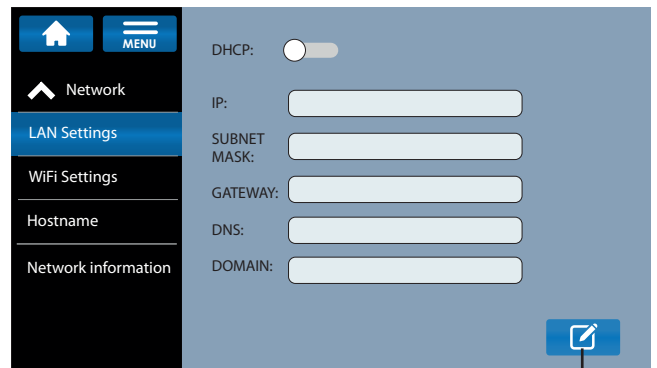 MENU
Network
LAN Settings
WiFi Settings
Hostname
Network information
DHCP:
IP:
SUBNET
MASK:
GATEWAY:
DNS:
DOMAIN: